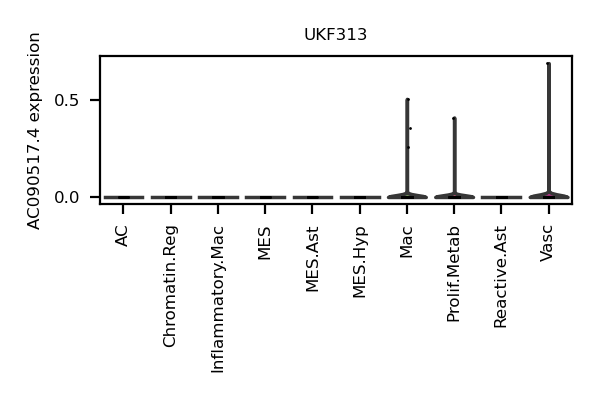 UKF313
AC090517.4 expression
0.5
0.0
AC
Chromatin.Reg
Inflammatory.Mac
MES
MES.Ast
MES.Hyp
Mac
Prolif.Metab
Reactive.Ast
Vasc